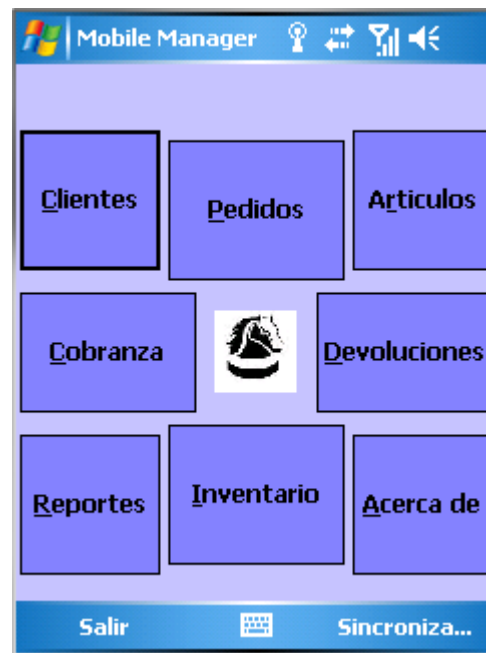 Mobile Manager
Clientes
Pedidos
Articulos
Cobranza
Devoluciones
Reportes
Inventario
Acerca de
Salir
Sincroniza...